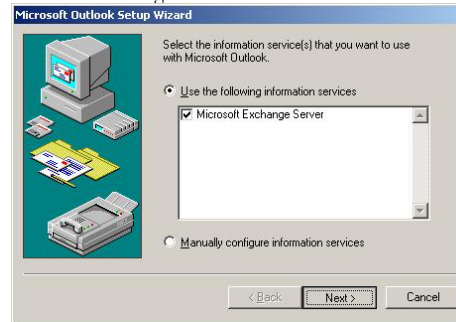 Microsoft Outlook Setup Wizard
Select the information service(s) that you want to use
with Microsoft Outlook.
Use the following information services
Microsoft Exchange Server
Manually configure information services
< Back
Next >
Cancel